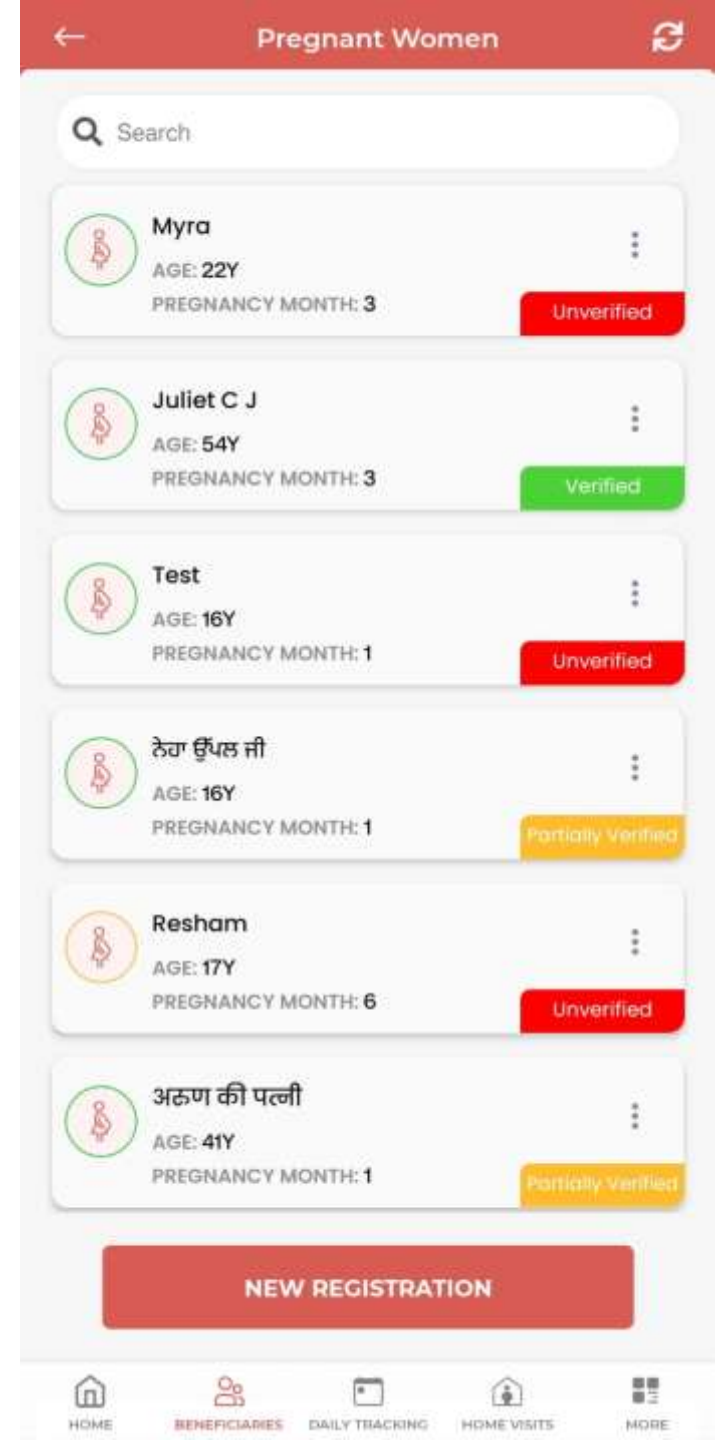 Pregnant Women
Search
Myra
AGE: 22Y
PREGNANCY MONTH: 3
Unverified
Juliet C J
AGE: 54Y
PREGNANCY MONTH: 3
Verified
Test
AGE: 16Y
PREGNANCY MONTH: 1
Unverified
ਨੇਹਾ ਉੱਪਲ ਜੀ
AGE: 16Y
PREGNANCY MONTH: 1
Partially Verified
Resham
AGE: 17Y
PREGNANCY MONTH: 6
Unverified
अरुण की पत्नी
AGE: 41Y
PREGNANCY MONTH: 1
Partially Verified
NEW REGISTRATION
HOME BENEFICIARIES DAILY TRACKING HOME VISITS MORE